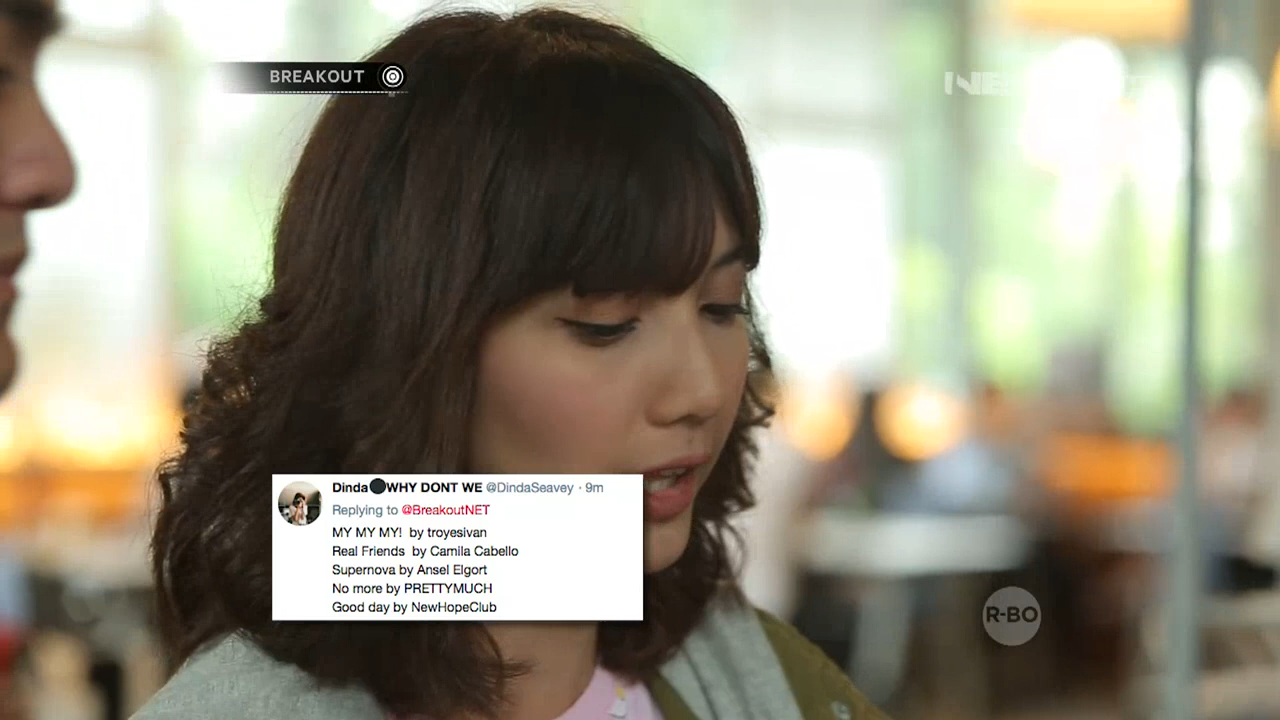 BREAKOUT
Dinda⚫WHY DONT WE @DindaSeavey · 9m
Replying to @BreakoutNET
MY MY MY! by troyesivan
Real Friends by Camila Cabello
Supernova by Ansel Elgort
No more by PRETTYMUCH
Good day by NewHopeClub
R-BO